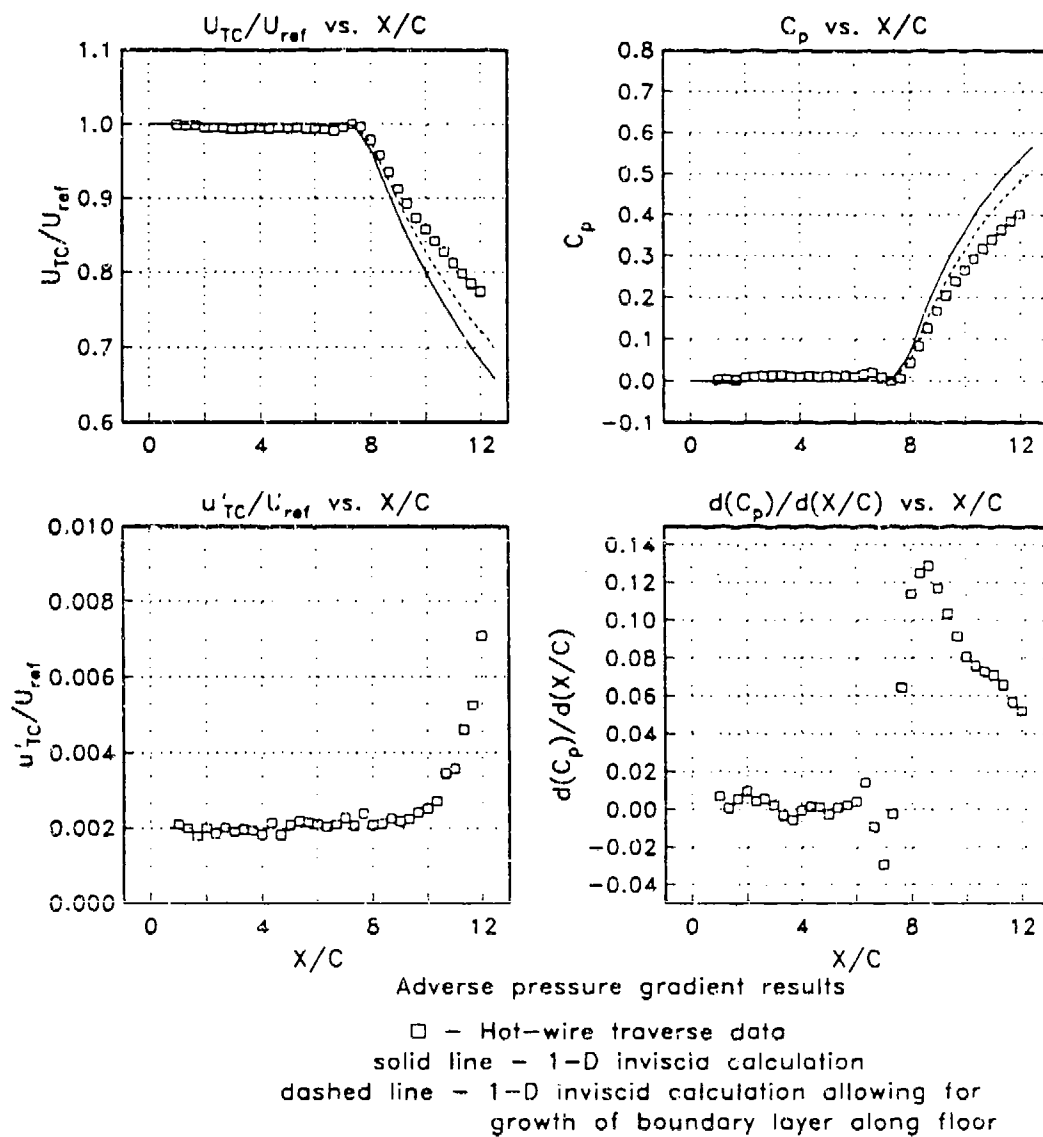 U_TC/U_ref vs. X/C
1.1
1.0
0.9
0.8
0.7
0.6
U_TC/U_ref
0 4 8 12
C_p vs. X/C
0.8
0.7
0.6
0.5
0.4
0.3
0.2
0.1
0.0
-0.1
C_p
0 4 8 12
u'_TC/U_ref vs. X/C
0.010
0.008
0.006
0.004
0.002
0.000
u'_TC/U_ref
0 4 8 12
X/C
d(C_p)/d(X/C) vs. X/C
0.14
0.12
0.10
0.08
0.06
0.04
0.02
0.00
-0.02
-0.04
d(C_p)/d(X/C)
0 4 8 12
X/C
Adverse pressure gradient results
□ - Hot-wire traverse data
solid line - 1-D inviscid calculation
dashed line - 1-D inviscid calculation allowing for
growth of boundary layer along floor